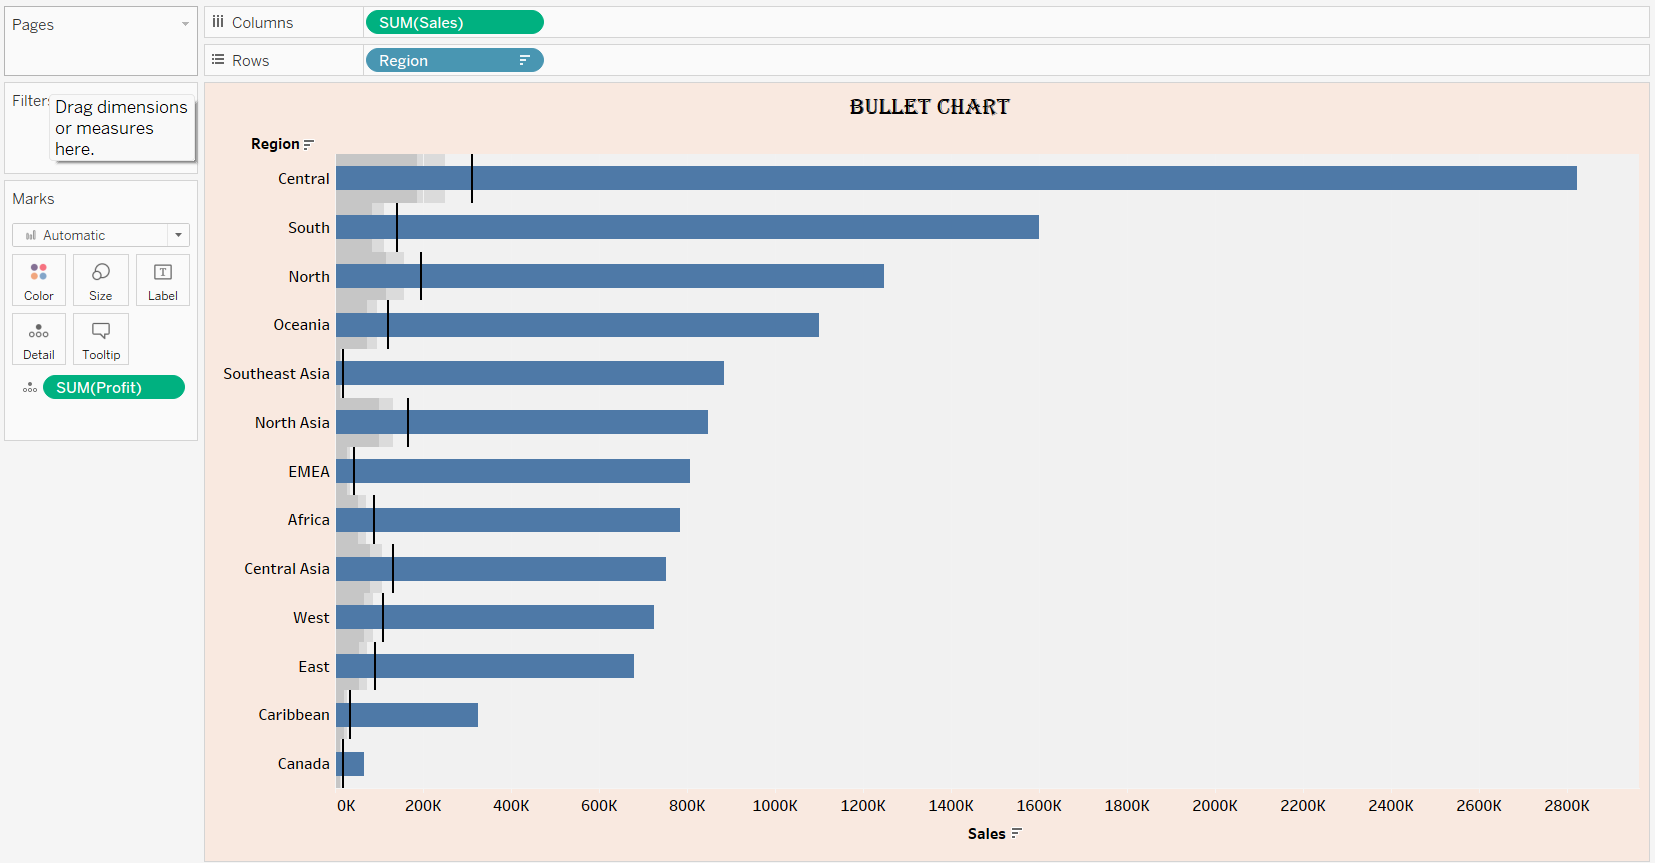 Pages
Columns
SUM(Sales)
Rows
Region
Filters
Drag dimensions
or measures
here.
Marks
Automatic
Color
Size
Label
Detail
Tooltip
SUM(Profit)
BULLET CHART
Region
Central
South
North
Oceania
Southeast Asia
North Asia
EMEA
Africa
Central Asia
West
East
Caribbean
Canada
0K 200K 400K 600K 800K 1000K 1200K 1400K 1600K 1800K 2000K 2200K 2400K 2600K 2800K
Sales